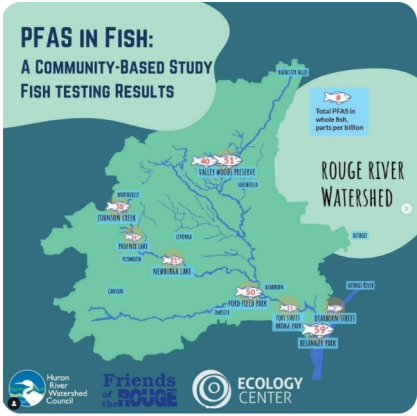 PFAS in Fish:
A Community-Based Study
Fish testing Results
Rochester Hills
#
Total PFAS in
whole fish,
parts per billion
40 51
Valley Woods Preserve
Southfield
Rouge River
Watershed
Northville
38
Johnson Creek
Phoenix Lake
Plymouth
Livonia
Newburgh Lake
Detroit
Canton
50
Ford Field Park
Dearborn
Inkster
Detroit River
11
Fort Street
Bridge Park
Dearborn Street
59
Belanger Park
Huron
River
Watershed
Council
Friends
of the ROUGE
ECOLOGY
CENTER